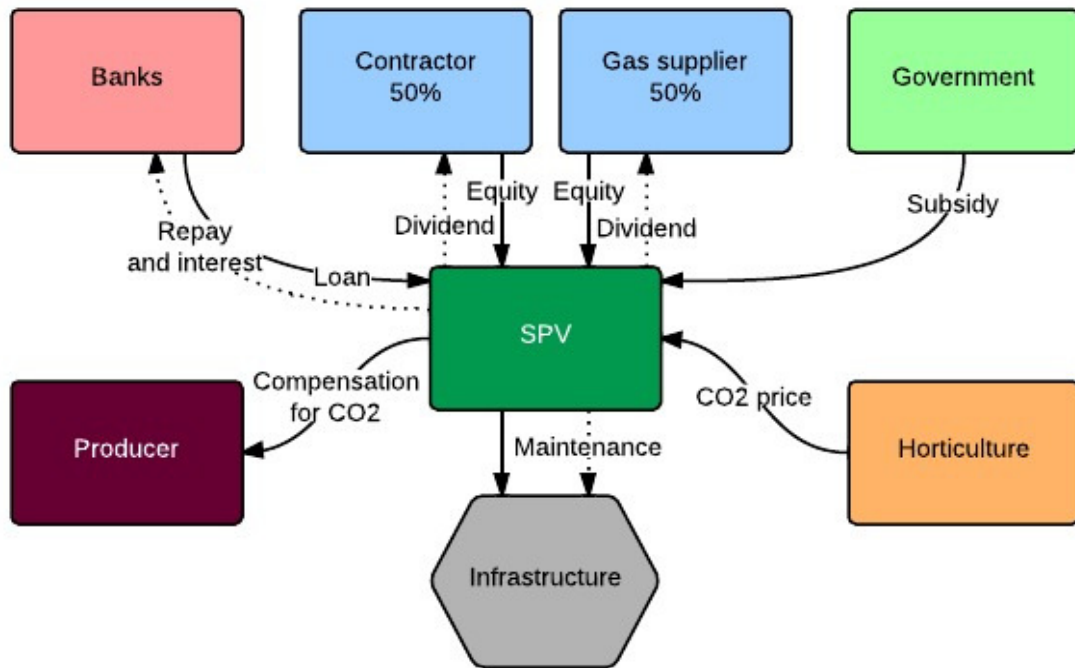 Banks
Contractor
50%
Gas supplier
50%
Government
Equity
Equity
Subsidy
Dividend
Dividend
Repay
and interest
Loan
SPV
Compensation
for CO2
CO2 price
Producer
Maintenance
Horticulture
Infrastructure